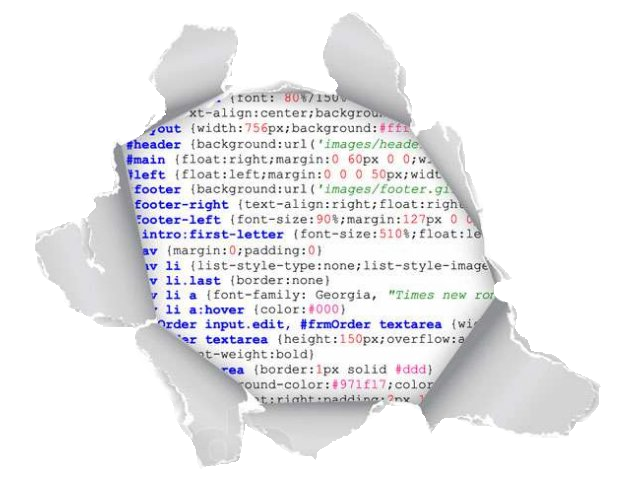 {font: 80%/150%
xt-align:center;backgrou
yout {width:756px;background:#fff
#header {background:url('images/heade
#main {float:right;margin:0 60px 0 0;w
#left {float:left;margin:0 0 0 50px;widt
footer {background:url('images/footer.gi
footer-right {text-align:right;float:righ
footer-left {font-size:90%;margin:127px 0 0
intro:first-letter {font-size:510%;float:le
av {margin:0;padding:0}
v li {list-style-type:none;list-style-image
v li.last {border:none}
v li a {font-family: Georgia, "Times new ro
v li a:hover {color:#000}
Order input.edit, #frmOrder textarea {wi
er textarea {height:150px;overflow:a
nt-weight:bold}
rea {border:1px solid #ddd}
round-color:#971f17;color
t:right;padding:2px 1